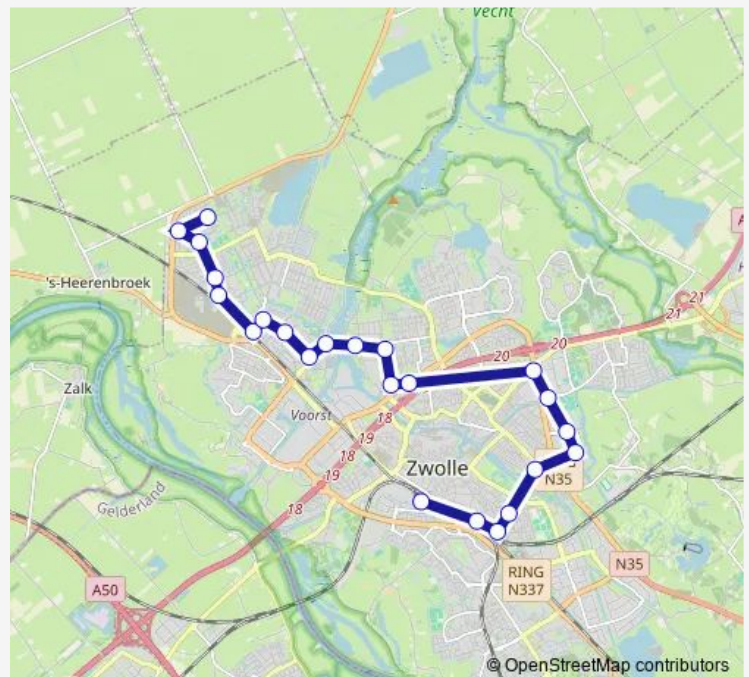 Vecht
A
's-Heerenbroek
21
21
20
20
Zalk
Voorst
18
19
18
19
Zwolle
N35
18
Gelderland
A50
RING
N337
N35
© OpenStreetMap contributors